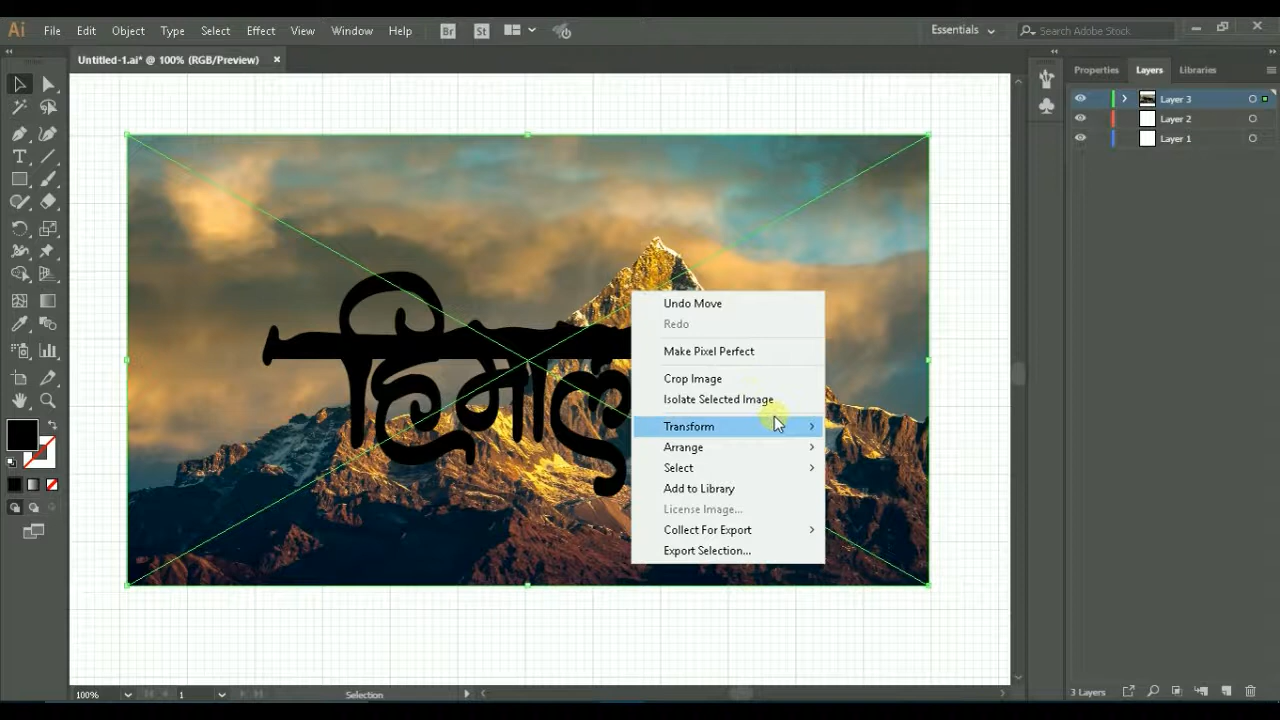 Ai File Edit Object Type Select Effect View Window Help Br St Essentials Search Adobe Stock
Untitled-1.ai* @ 100% (RGB/Preview) ×
Properties Layers Libraries
Layer 3
Layer 2
Layer 1
Undo Move
Redo
Make Pixel Perfect
Crop Image
Isolate Selected Image
Transform
Arrange
Select
Add to Library
License Image...
Collect For Export
Export Selection...
100% 1 Selection 3 Layers